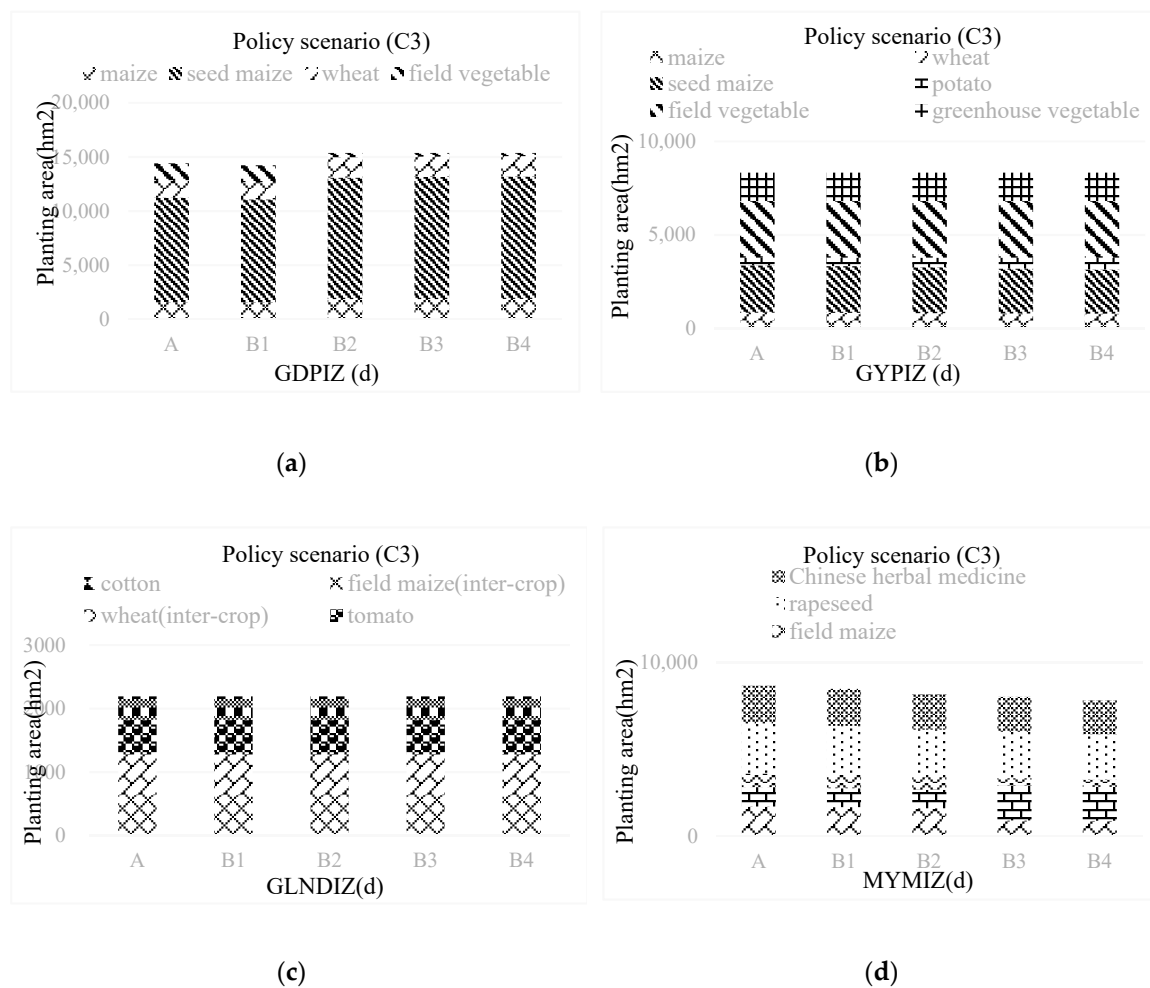 Policy scenario (C3)
maize seed maize wheat field vegetable
Planting area(hm2)
20,000
15,000
10,000
5,000
0
A B1 B2 B3 B4
GDPIZ (d)
(a)
Policy scenario (C3)
maize wheat
seed maize potato
field vegetable greenhouse vegetable
Planting area(hm2)
10,000
5,000
0
A B1 B2 B3 B4
GYPIZ (d)
(b)
Policy scenario (C3)
cotton field maize(inter-crop)
wheat(inter-crop) tomato
Planting area(hm2)
3000
2000
1000
0
A B1 B2 B3 B4
GLNDIZ(d)
(c)
Policy scenario (C3)
Chinese herbal medicine
rapeseed
field maize
Planting area(hm2)
10,000
0
A B1 B2 B3 B4
MYMIZ(d)
(d)